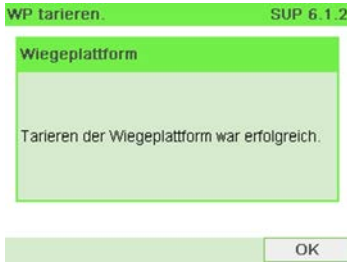 WP tarieren. SUP 6.1.2
Wiegeplattform
Tarieren der Wiegeplattform war erfolgreich.
OK